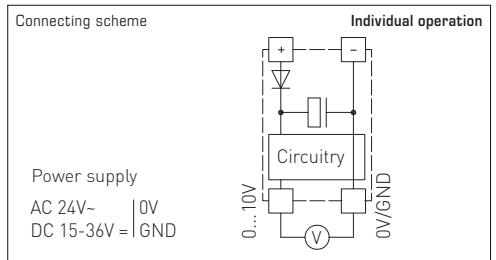 Connecting scheme
Individual operation
+
−
Circuitry
Power supply
AC 24V~ | 0V
DC 15-36V = | GND
0...10V
0V/GND
V